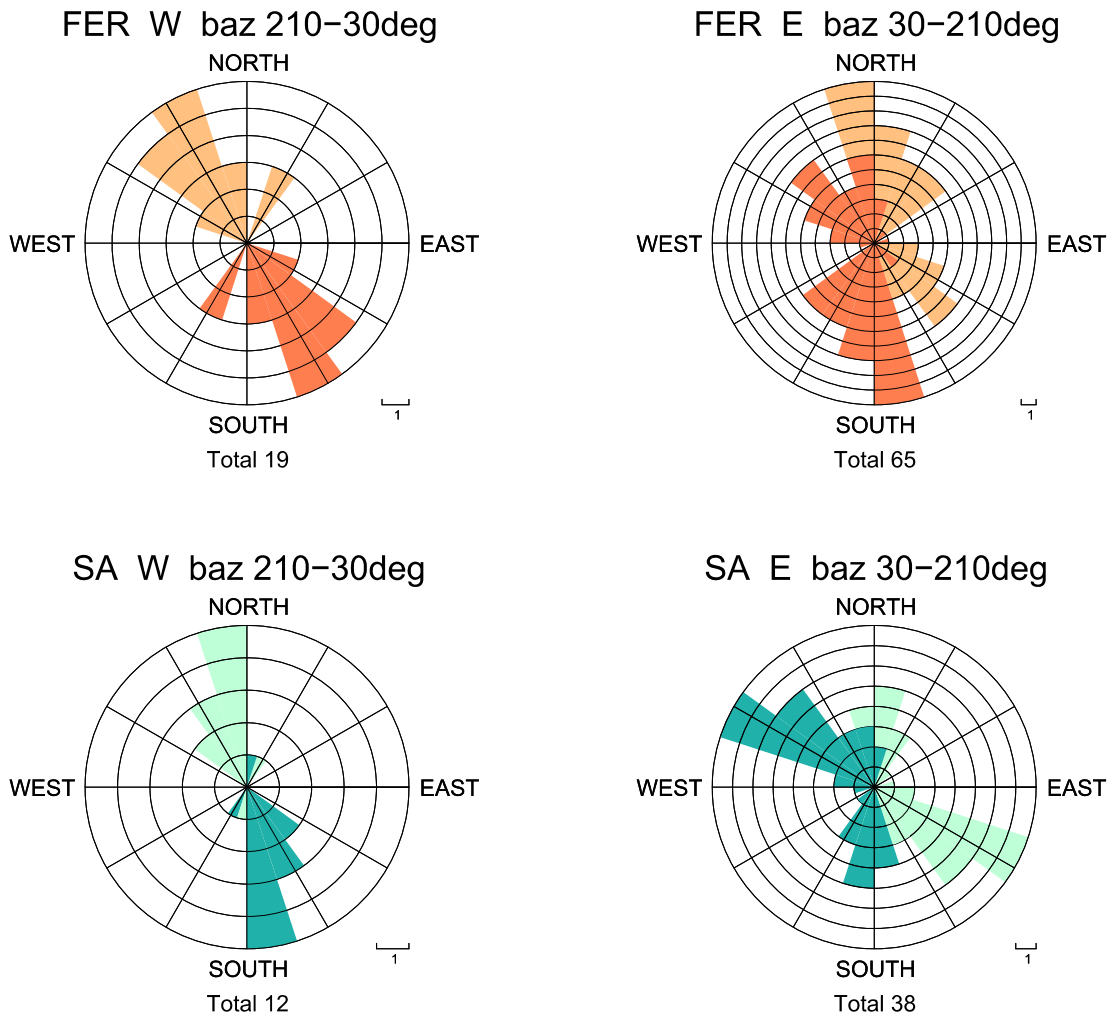 FER W baz 210−30deg
NORTH
WEST
EAST
SOUTH
1
Total 19
FER E baz 30−210deg
NORTH
WEST
EAST
SOUTH
1
Total 65
SA W baz 210−30deg
NORTH
WEST
EAST
SOUTH
1
Total 12
SA E baz 30−210deg
NORTH
WEST
EAST
SOUTH
1
Total 38